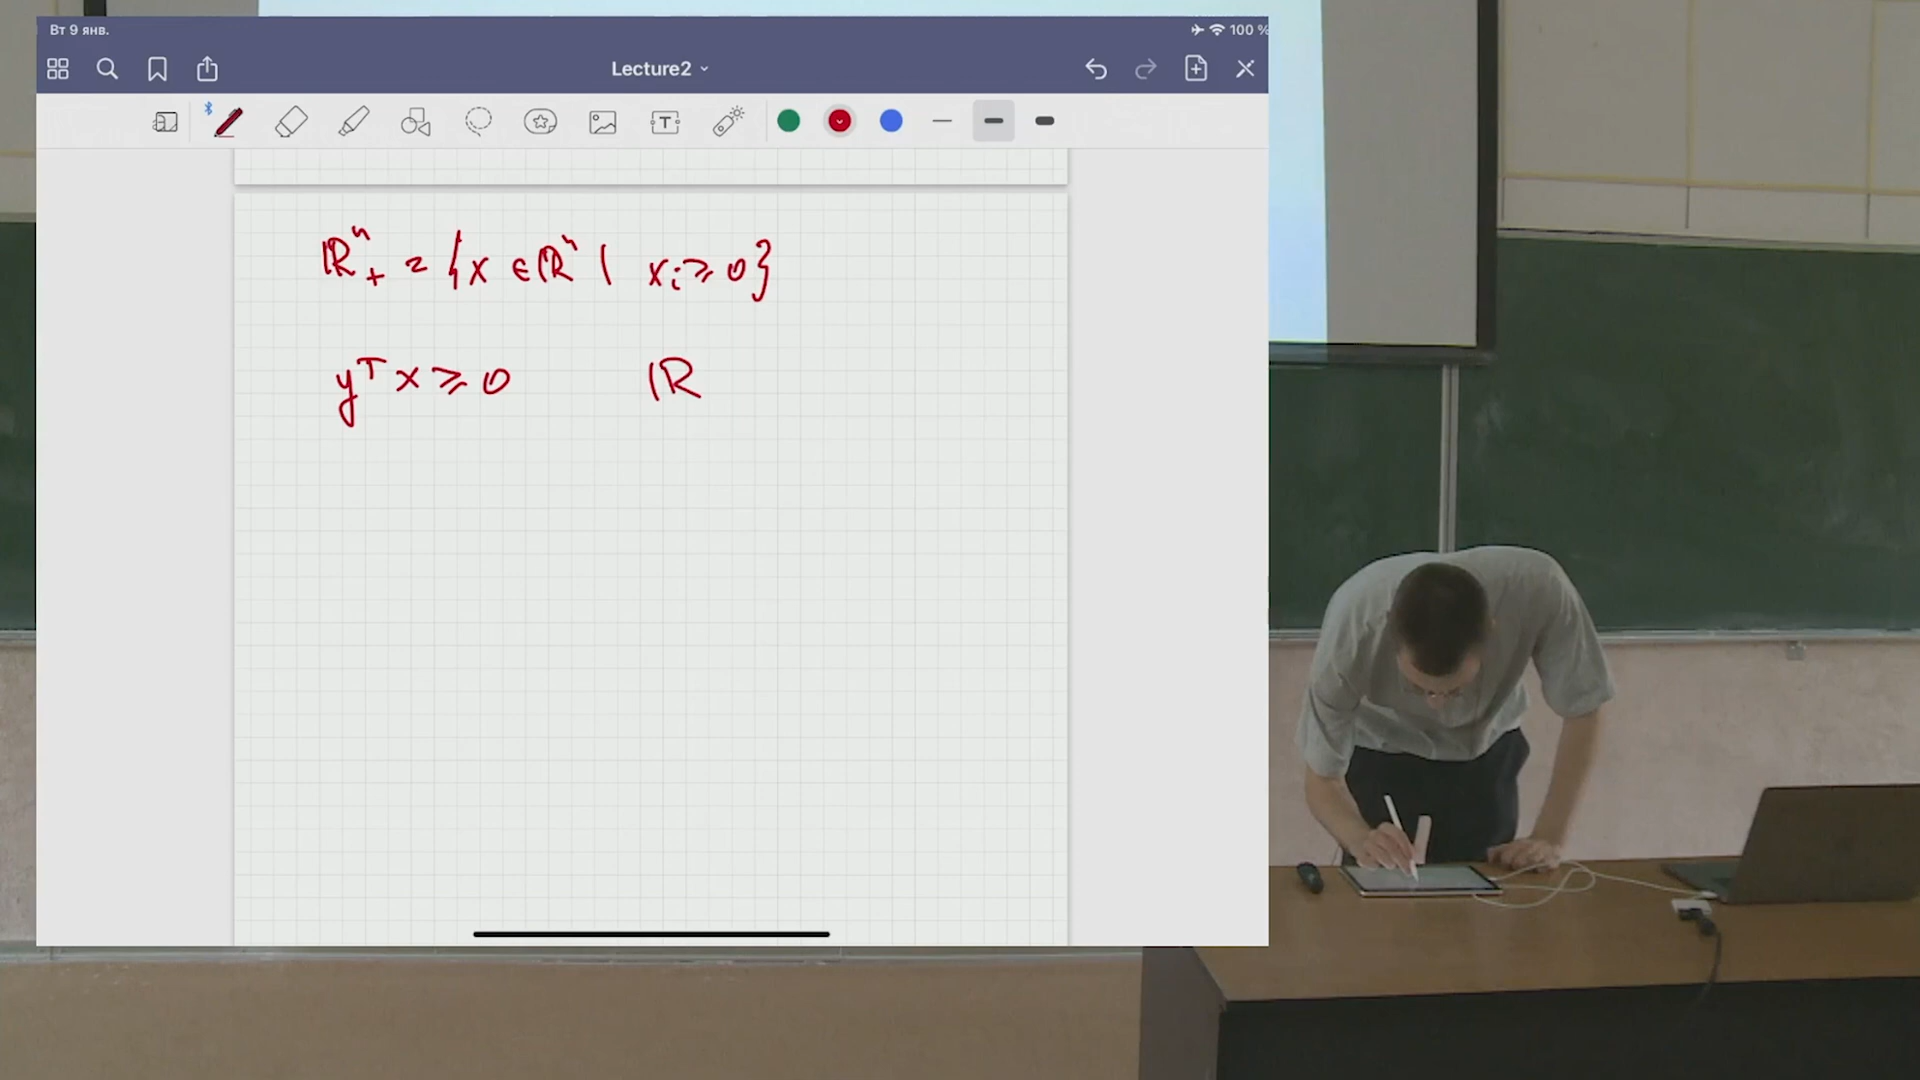 Вт 9 янв.
100 %
Lecture2
T
ℝⁿ₊ = {x ∈ ℝⁿ | xᵢ ⩾ 0}
yᵀx ⩾ 0 ℝ